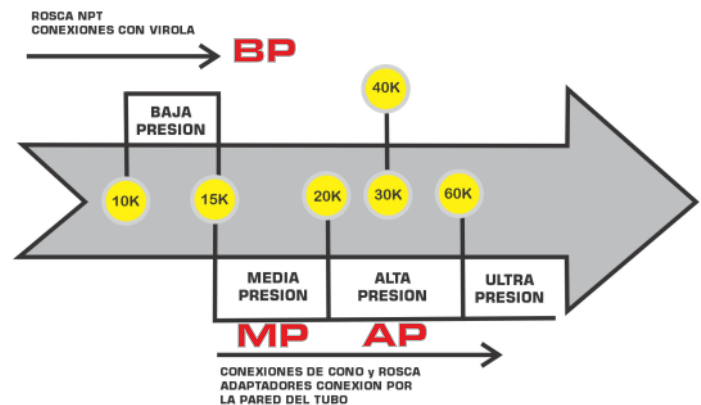 ROSCA NPT
CONEXIONES CON VIROLA
BP
40K
BAJA
PRESION
10K
15K
20K
30K
60K
MEDIA
PRESION
ALTA
PRESION
ULTRA
PRESION
MP
AP
CONEXIONES DE CONO y ROSCA
ADAPTADORES CONEXION POR
LA PARED DEL TUBO